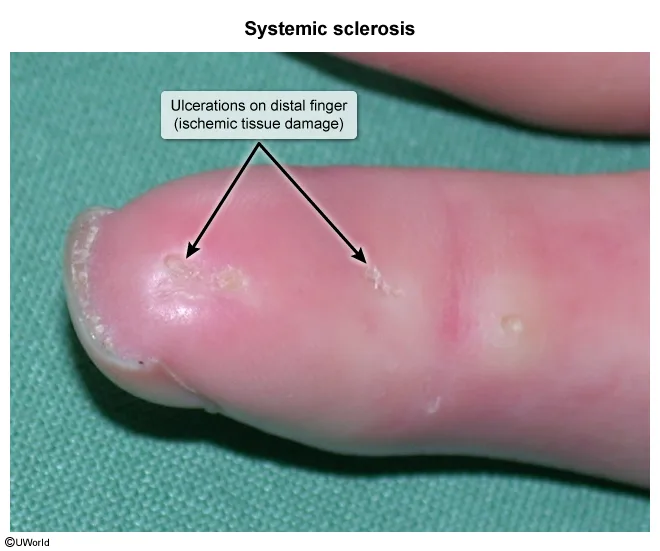 Systemic sclerosis
Ulcerations on distal finger
(ischemic tissue damage)
©UWorld